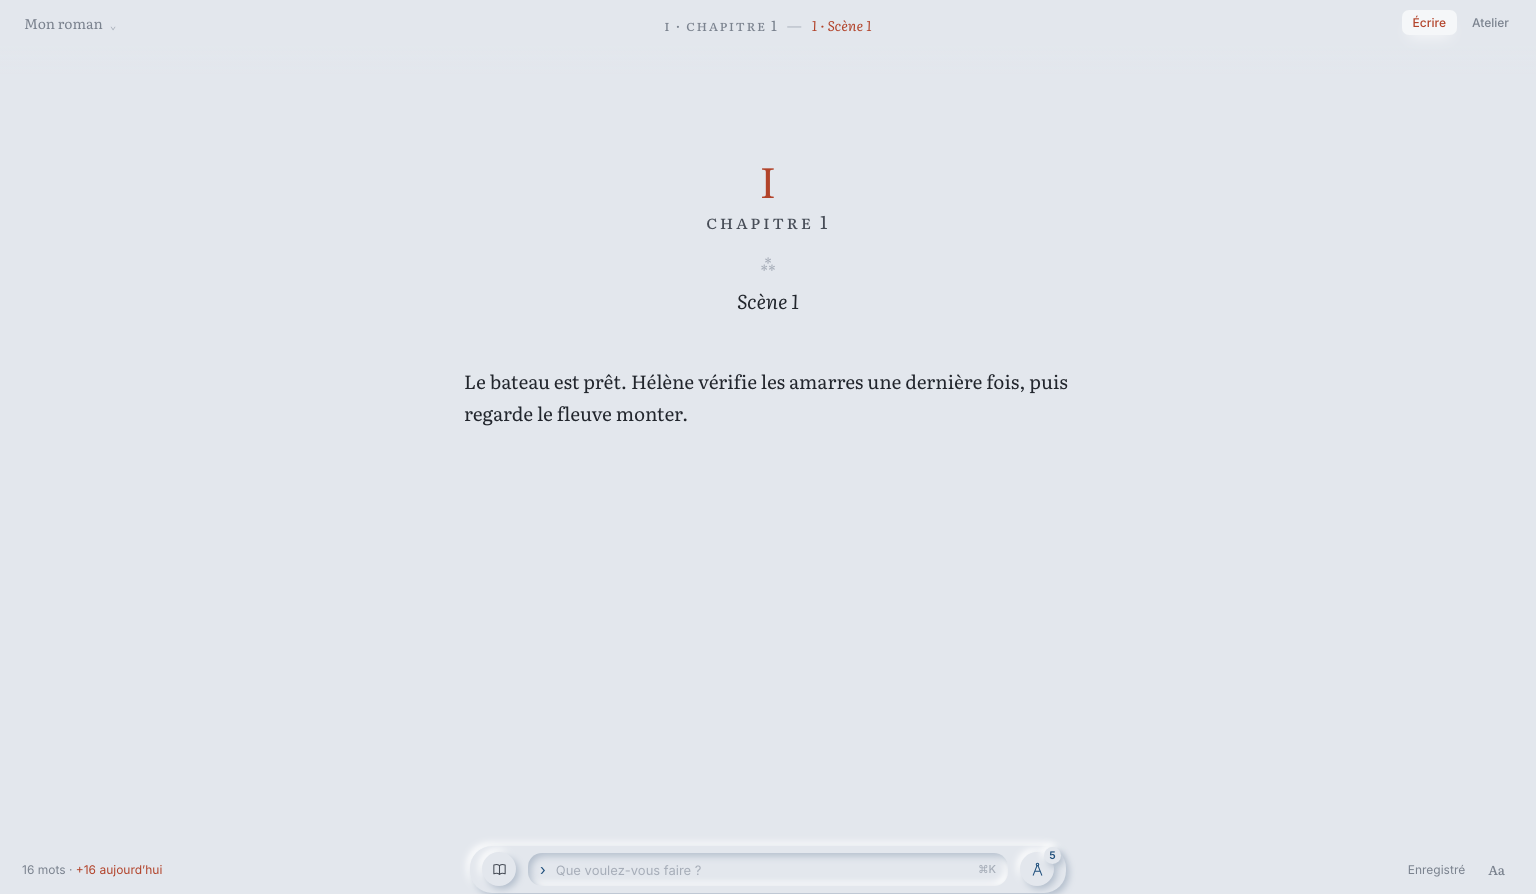 Mon roman
I · CHAPITRE 1 — 1 · Scène 1
Écrire
Atelier
I
CHAPITRE 1
⁂
Scène 1
Le bateau est prêt. Hélène vérifie les amarres une dernière fois, puis
regarde le fleuve monter.
16 mots · +16 aujourd’hui
› Que voulez-vous faire ? ⌘K
5
Enregistré
Aa